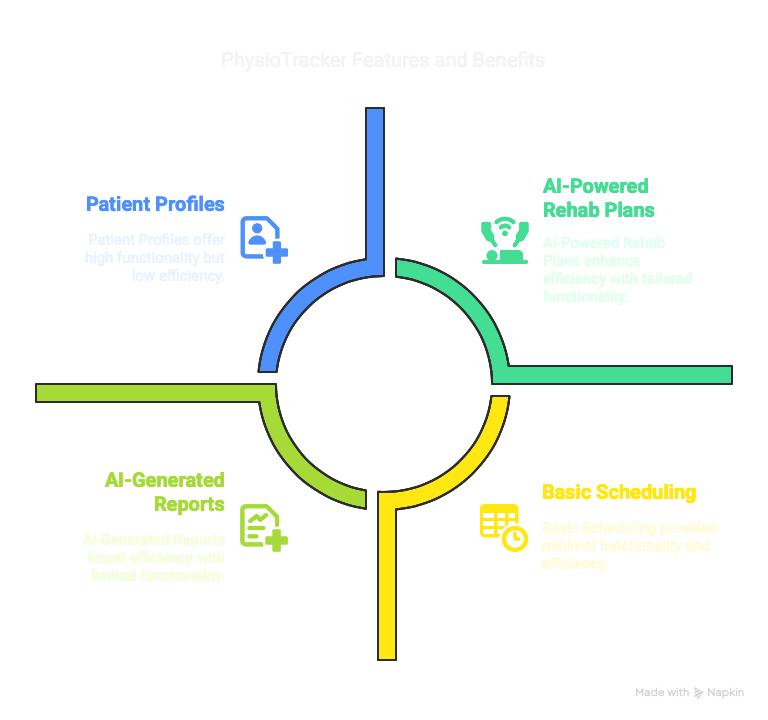 PhysioTracker Features and Benefits
Patient Profiles
Patient Profiles offer
high functionality but
low efficiency.
AI-Powered
Rehab Plans
AI-Powered Rehab
Plans enhance
efficiency with tailored
functionality.
AI-Generated
Reports
AI-Generated Reports
boost efficiency with
limited functionality.
Basic Scheduling
Basic Scheduling provides
minimal functionality and
efficiency.
Made with Napkin